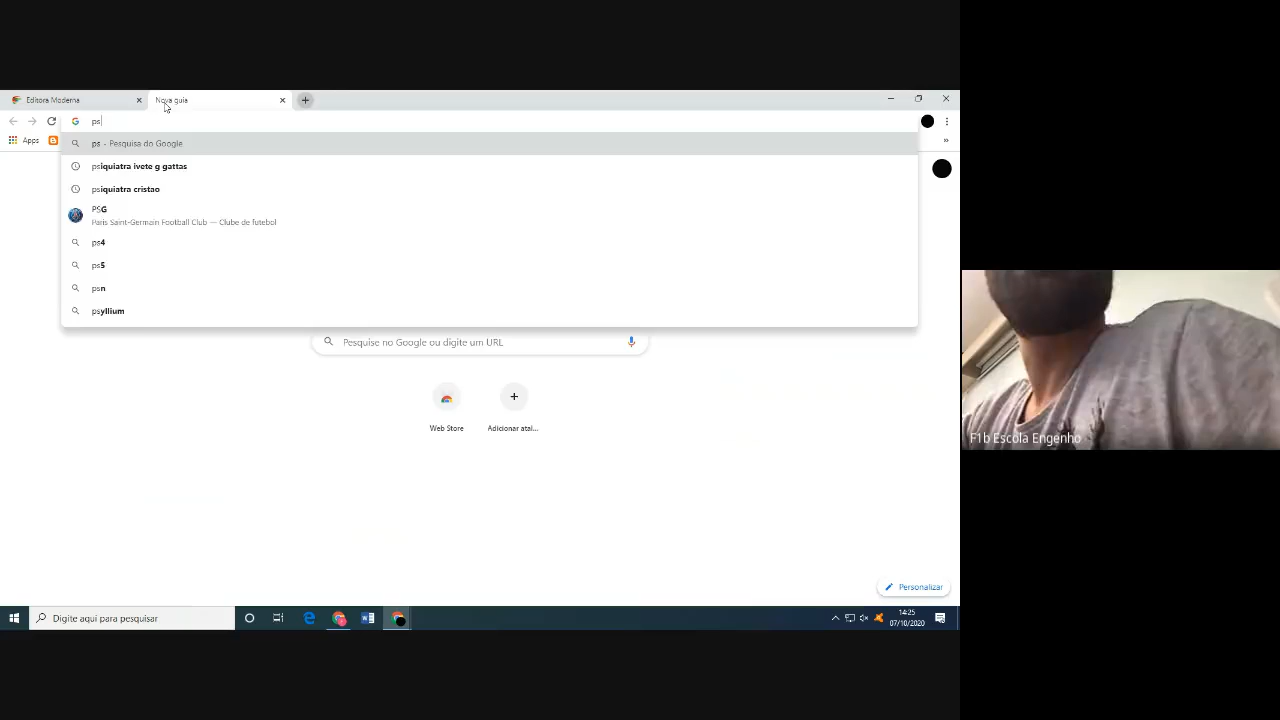 Editora Moderna
Nova guia
ps
Apps
ps - Pesquisa do Google
psiquiatra ivete g gattas
psiquiatra cristao
PSG
Paris Saint-Germain Football Club — Clube de futebol
ps4
ps5
psn
psyllium
Pesquise no Google ou digite um URL
Web Store
Adicionar atal...
Personalizar
F1b Escola Engenho
Digite aqui para pesquisar
14:25
07/10/2020